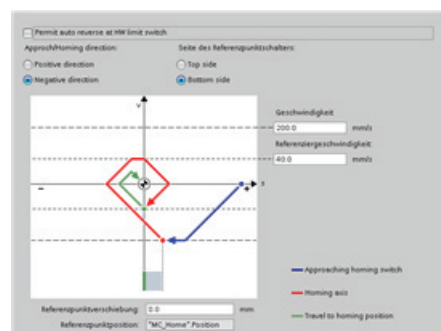 Permit auto reverse at HW limit switch
Approch/Homing direction:
Seite des Referenzpunktschalters:
Positive direction
Top side
Negative direction
Bottom side
v
Geschwindigkeit
200.0 mm/s
Referenziergeschwindigkeit:
40.0 mm/s
− + s
Approaching homing switch
Homing axis
Travel to homing position
Referenzpunktverschiebung: 0.0 mm
Referenzpunktposition: "MC_Home".Position